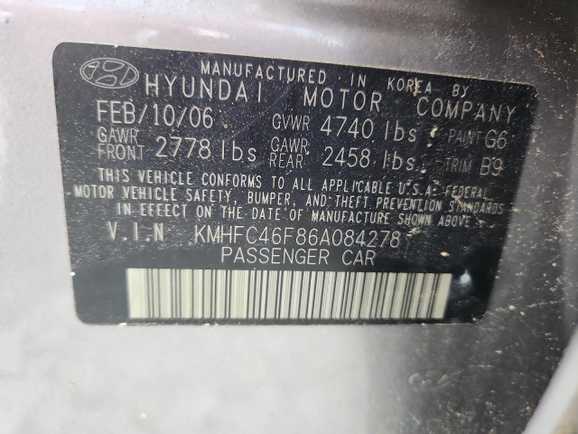 MANUFACTURED IN KOREA BY
HYUNDAI MOTOR COMPANY
FEB/10/06 GVWR 4740 lbs PAINT G6
GAWR FRONT 2778 lbs GAWR REAR 2458 lbs TRIM B9
THIS VEHICLE CONFORMS TO ALL APPLICABLE U.S.A. FEDERAL
MOTOR VEHICLE SAFETY, BUMPER, AND THEFT PREVENTION
STANDARDS IN EFFECT ON THE DATE OF MANUFACTURE SHOWN ABOVE
V.I.N KMHFC46F86A084278
PASSENGER CAR